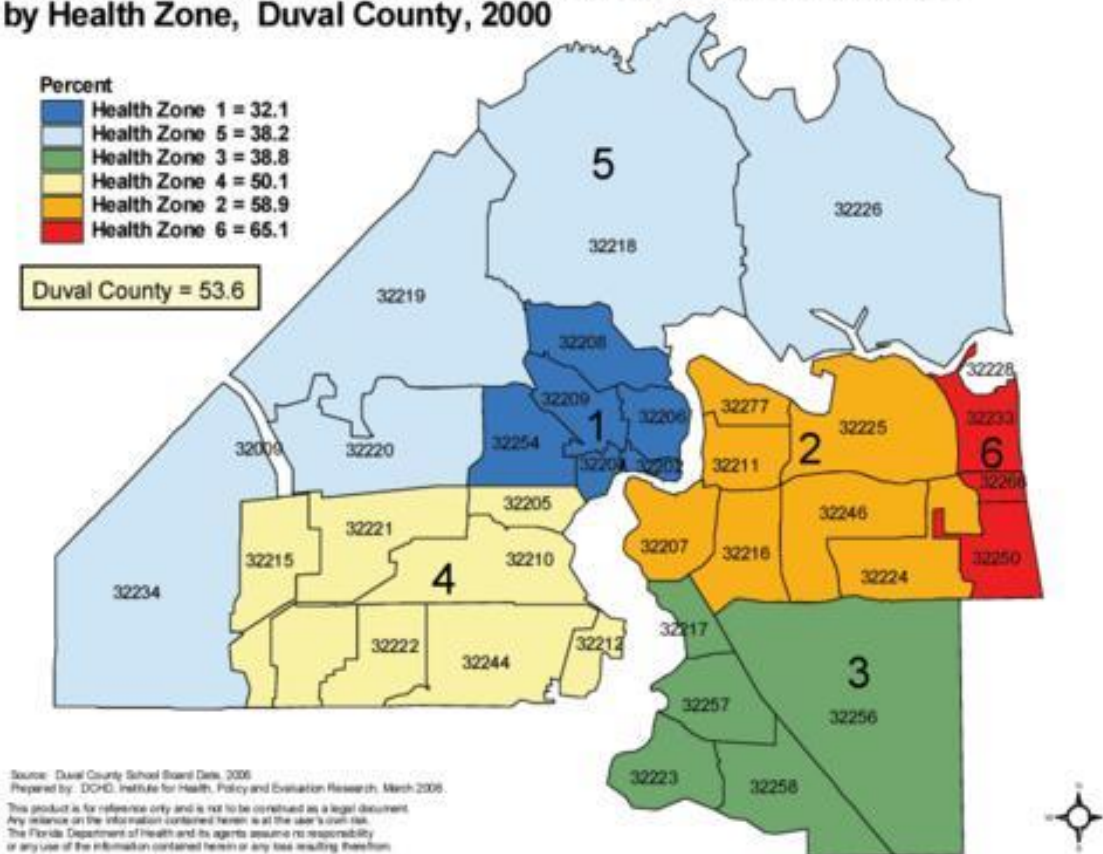 by Health Zone, Duval County, 2000
Percent
Health Zone 1 = 32.1
Health Zone 5 = 38.2
Health Zone 3 = 38.8
Health Zone 4 = 50.1
Health Zone 2 = 58.9
Health Zone 6 = 65.1
Duval County = 53.6
5
32226
32218
32219
32208
32228
32209
32206
32277
32233
1
32225
32254
2
6
32009
32220
32211
32202
32266
32205
32221
32246
32215
32210
32207
32216
32250
4
32224
32234
32217
32222
32212
32244
3
32257
32256
32223
32258
Source: Duval County School Board Data, 2006
Prepared by: DCHD, Institute for Health, Policy and Evaluation Research, March 2006.
This product is for reference only and is not to be construed as a legal document.
Any reliance on the information contained herein is at the user's own risk.
The Florida Department of Health and its agents assume no responsibility
or any use of the information contained herein or any loss resulting therefrom.